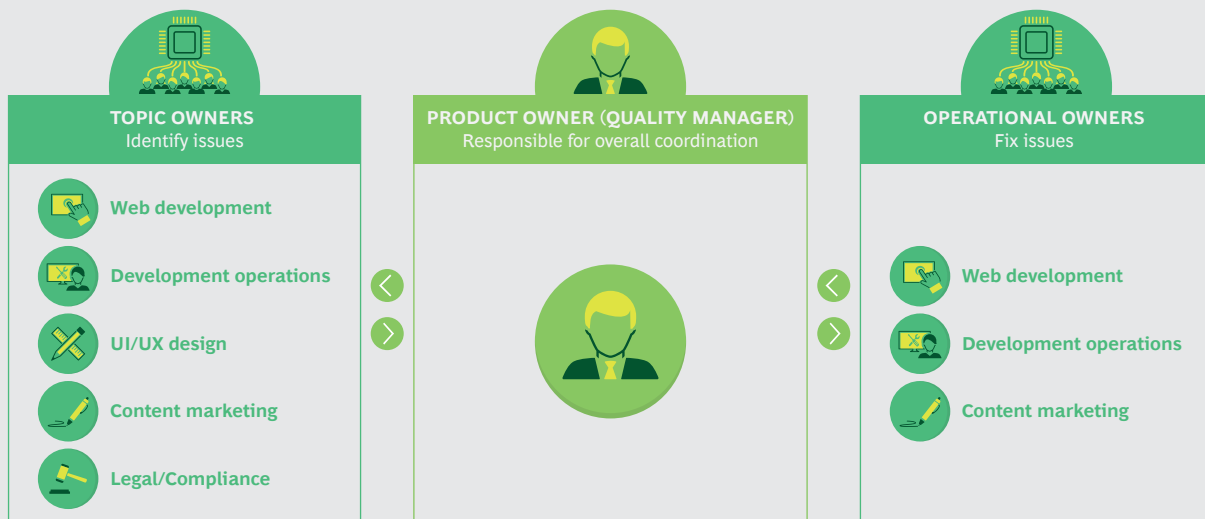 TOPIC OWNERS
Identify issues
Web development
Development operations
UI/UX design
Content marketing
Legal/Compliance
PRODUCT OWNER (QUALITY MANAGER)
Responsible for overall coordination
OPERATIONAL OWNERS
Fix issues
Web development
Development operations
Content marketing